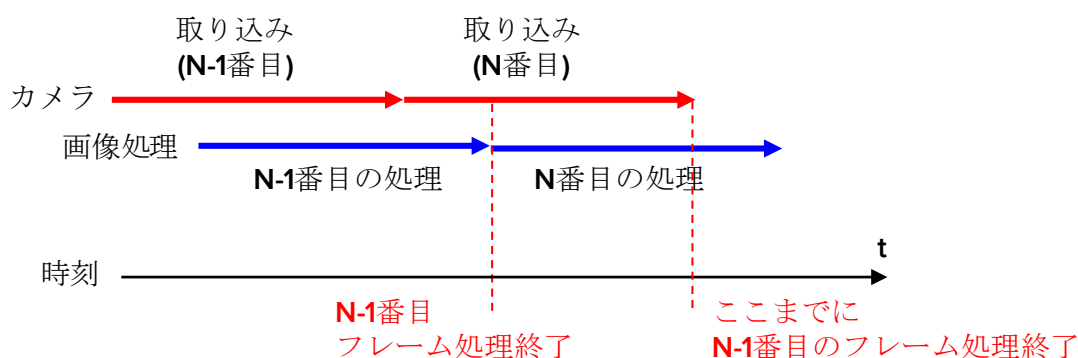 取り込み
(N-1番目)
取り込み
(N番目)
カメラ
画像処理
N-1番目の処理
N番目の処理
t
時刻
N-1番目
フレーム処理終了
ここまでに
N-1番目のフレーム処理終了